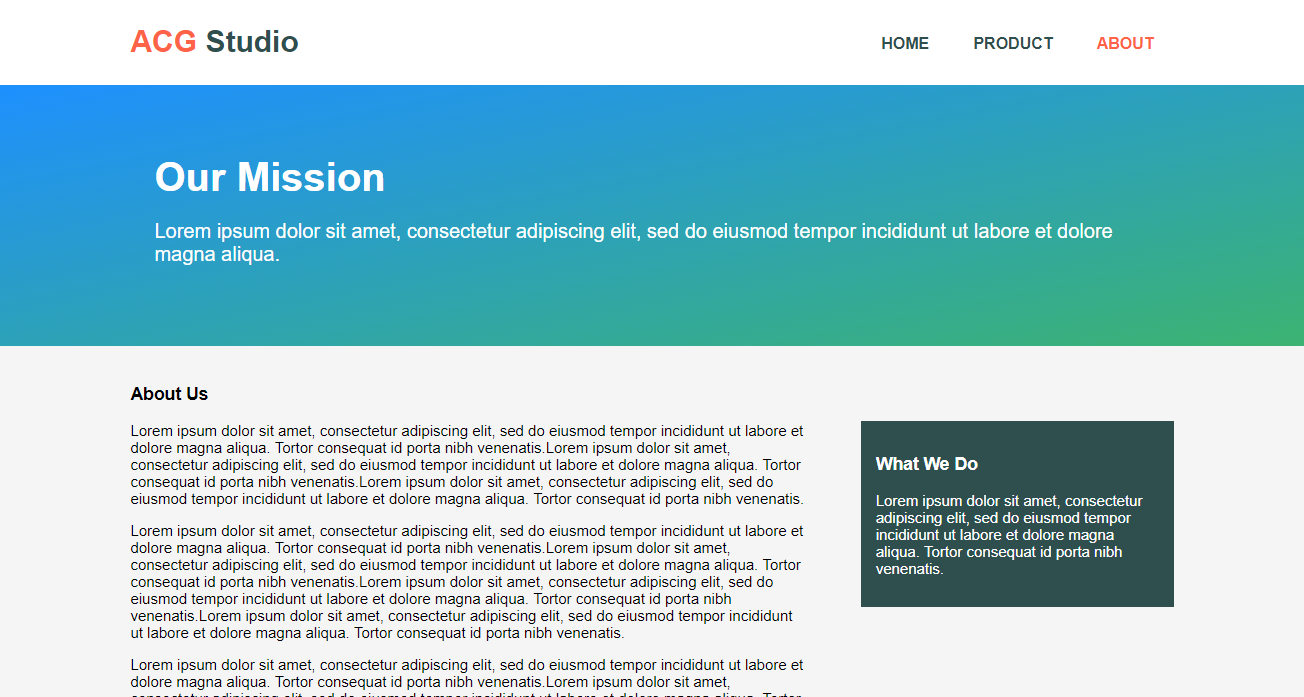 ACG Studio
HOME PRODUCT ABOUT
Our Mission
Lorem ipsum dolor sit amet, consectetur adipiscing elit, sed do eiusmod tempor incididunt ut labore et dolore
magna aliqua.
About Us
Lorem ipsum dolor sit amet, consectetur adipiscing elit, sed do eiusmod tempor incididunt ut labore et
dolore magna aliqua. Tortor consequat id porta nibh venenatis.Lorem ipsum dolor sit amet,
consectetur adipiscing elit, sed do eiusmod tempor incididunt ut labore et dolore magna aliqua. Tortor
consequat id porta nibh venenatis.Lorem ipsum dolor sit amet, consectetur adipiscing elit, sed do
eiusmod tempor incididunt ut labore et dolore magna aliqua. Tortor consequat id porta nibh venenatis.
Lorem ipsum dolor sit amet, consectetur adipiscing elit, sed do eiusmod tempor incididunt ut labore et
dolore magna aliqua. Tortor consequat id porta nibh venenatis.Lorem ipsum dolor sit amet,
consectetur adipiscing elit, sed do eiusmod tempor incididunt ut labore et dolore magna aliqua. Tortor
consequat id porta nibh venenatis.Lorem ipsum dolor sit amet, consectetur adipiscing elit, sed do
eiusmod tempor incididunt ut labore et dolore magna aliqua. Tortor consequat id porta nibh
venenatis.Lorem ipsum dolor sit amet, consectetur adipiscing elit, sed do eiusmod tempor incididunt
ut labore et dolore magna aliqua. Tortor consequat id porta nibh venenatis.
Lorem ipsum dolor sit amet, consectetur adipiscing elit, sed do eiusmod tempor incididunt ut labore et
dolore magna aliqua. Tortor consequat id porta nibh venenatis.Lorem ipsum dolor sit amet,
What We Do
Lorem ipsum dolor sit amet, consectetur
adipiscing elit, sed do eiusmod tempor
incididunt ut labore et dolore magna
aliqua. Tortor consequat id porta nibh
venenatis.